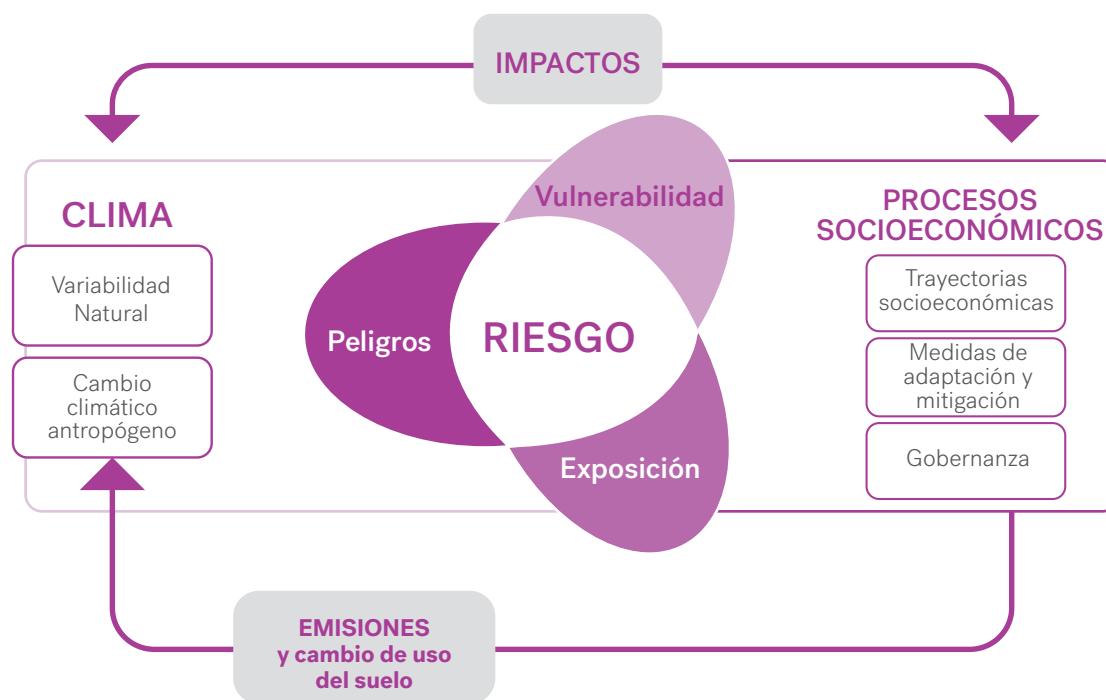 IMPACTOS
CLIMA
Variabilidad
Natural
Cambio
climático
antropógeno
Vulnerabilidad
Peligros
RIESGO
Exposición
PROCESOS
SOCIOECONÓMICOS
Trayectorias
socioeconómicas
Medidas de
adaptación y
mitigación
Gobernanza
EMISIONES
y cambio de uso
del suelo